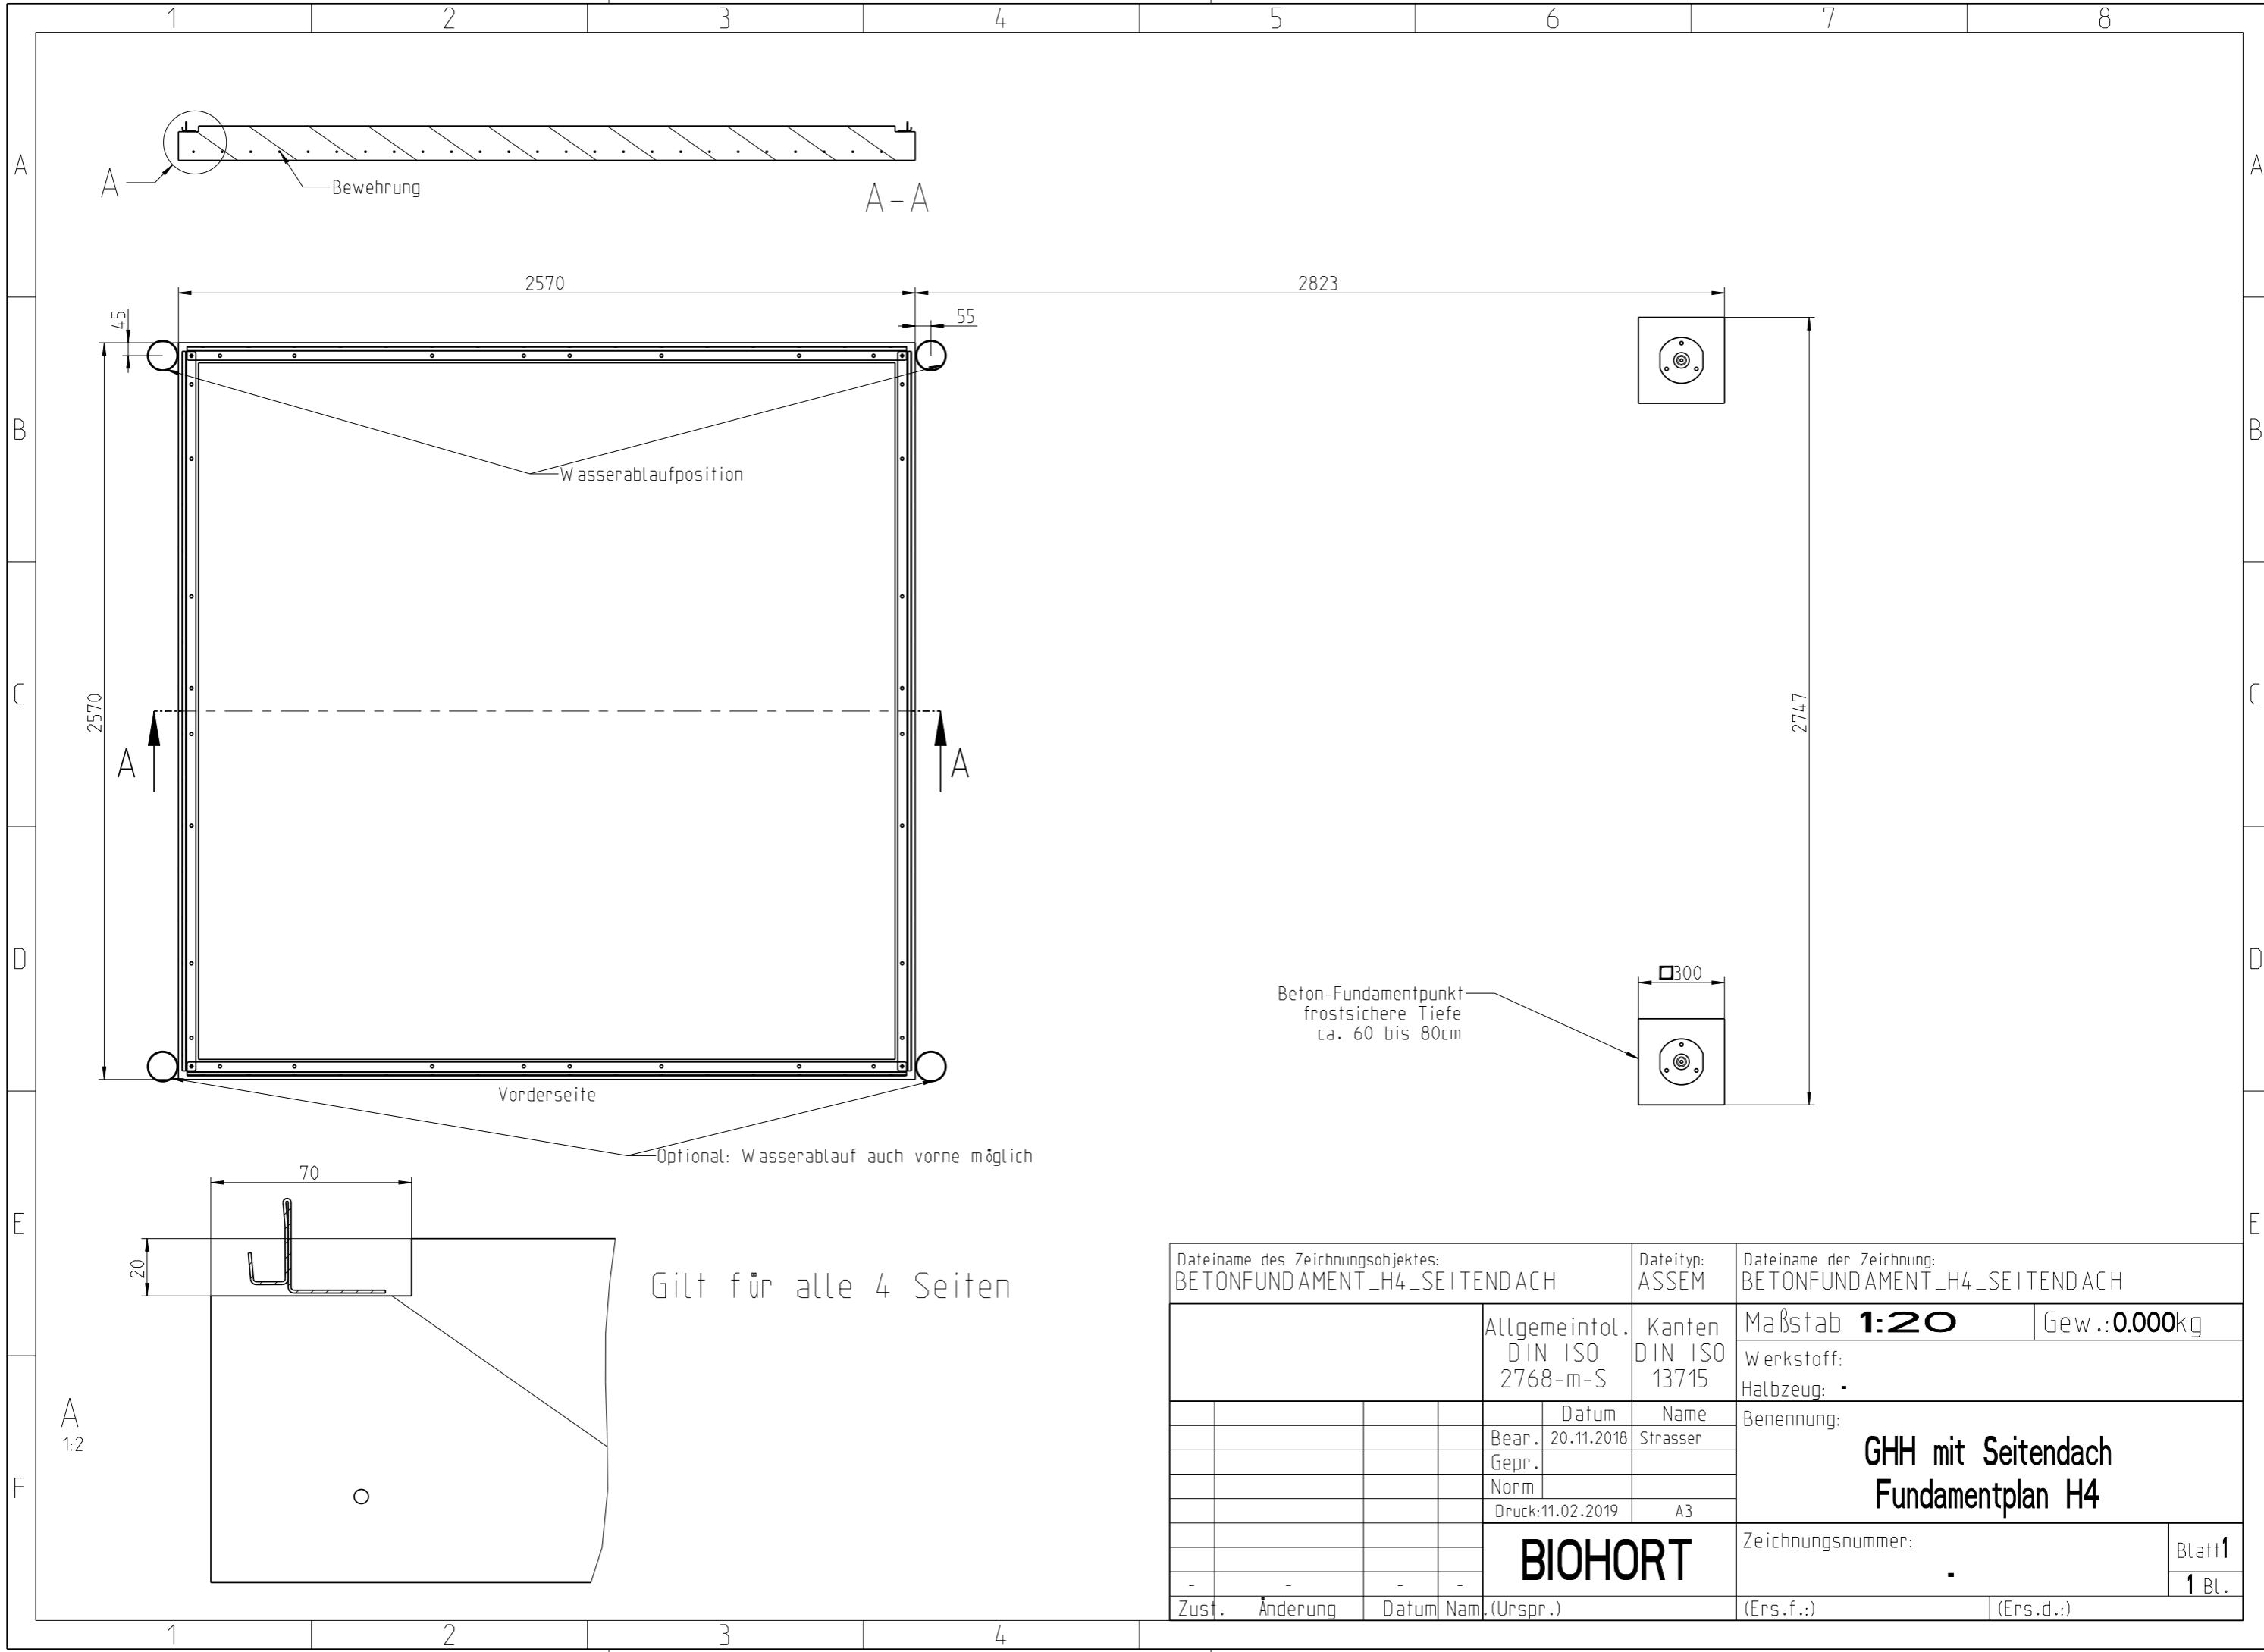 1 2 3 4 5 6 7 8
A A
A
Bewehrung
A-A
2570
2823
45
55
B B
Wasserablaufposition
C C
2570
2747
A A
D D
300
Beton-Fundamentpunkt
frostsichere Tiefe
ca. 60 bis 80cm
Vorderseite
Optional: Wasserablauf auch vorne möglich
70
E E
20
Gilt für alle 4 Seiten
A
1:2
F
Dateiname des Zeichnungsobjektes:
BETONFUNDAMENT_H4_SEITENDACH
Dateityp:
ASSEM
Dateiname der Zeichnung:
BETONFUNDAMENT_H4_SEITENDACH
Allgemeintol.
DIN ISO
2768-m-S
Kanten
DIN ISO
13715
Maßstab 1:20
Gew.:0.000kg
Werkstoff:
Halbzeug: -
Datum Name
Bear. 20.11.2018 Strasser
Gepr.
Norm
Druck:11.02.2019 A3
Benennung:
GHH mit Seitendach
Fundamentplan H4
BIOHORT
Zeichnungsnummer:
-
Blatt1
1 Bl.
- - - -
Zust. Änderung Datum Nam.(Urspr.)
(Ers.f.:) (Ers.d.:)
1 2 3 4